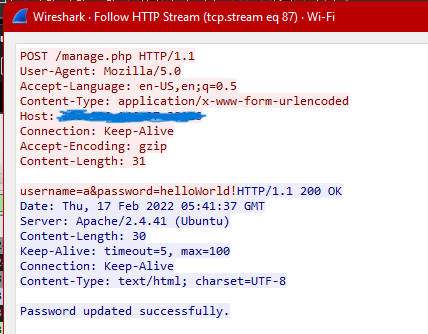 Wireshark · Follow HTTP Stream (tcp.stream eq 87) · Wi-Fi
POST /manage.php HTTP/1.1
User-Agent: Mozilla/5.0
Accept-Language: en-US,en;q=0.5
Content-Type: application/x-www-form-urlencoded
Host:
Connection: Keep-Alive
Accept-Encoding: gzip
Content-Length: 31
username=a&password=helloWorld!HTTP/1.1 200 OK
Date: Thu, 17 Feb 2022 05:41:37 GMT
Server: Apache/2.4.41 (Ubuntu)
Content-Length: 30
Keep-Alive: timeout=5, max=100
Connection: Keep-Alive
Content-Type: text/html; charset=UTF-8
Password updated successfully.